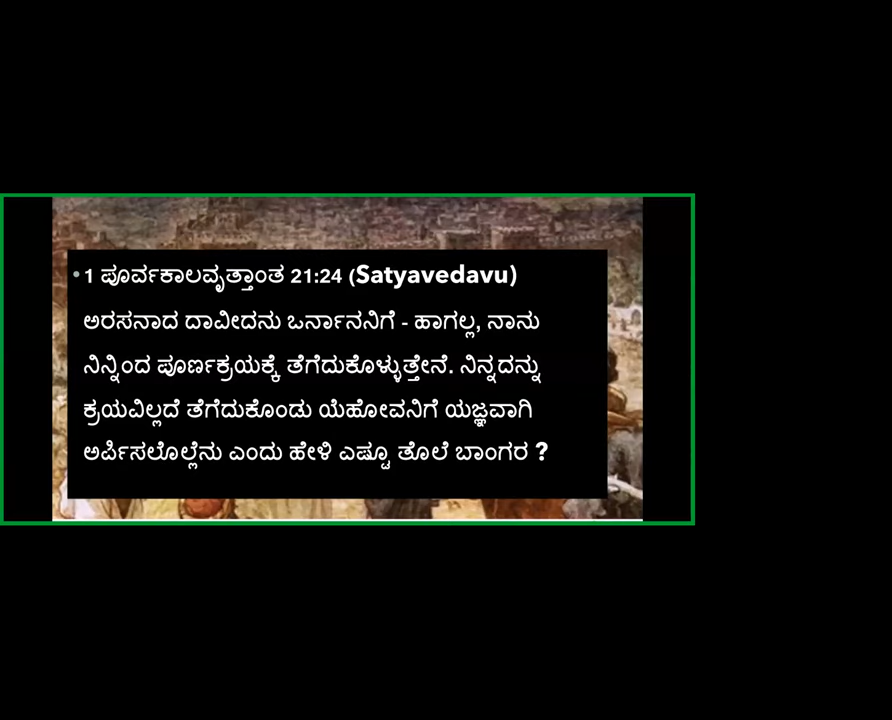 • 1 ಪೂರ್ವಕಾಲವೃತ್ತಾಂತ 21:24 (Satyavedavu)
ಅರಸನಾದ ದಾವೀದನು ಒರ್ನಾನನಿಗೆ - ಹಾಗಲ್ಲ, ನಾನು
ನಿನ್ನಿಂದ ಪೂರ್ಣಕ್ರಯಕ್ಕೆ ತೆಗೆದುಕೊಳ್ಳುತ್ತೇನೆ. ನಿನ್ನದನ್ನು
ಕ್ರಯವಿಲ್ಲದೆ ತೆಗೆದುಕೊಂಡು ಯೆಹೋವನಿಗೆ ಯಜ್ಞವಾಗಿ
ಅರ್ಪಿಸಲೊಲ್ಲೆನು ಎಂದು ಹೇಳಿ ಎಷ್ಟೂ ತೊಲೆ ಬಾಂಗರ ?